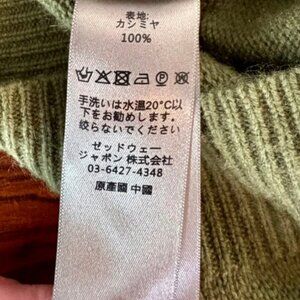 表地:
カシミヤ
100%
手洗いは水温20°C以
下をお勧めします。
絞らないでください
ゼッドウェー
ジャポン 株式会社
03-6427-4348
原產國 中國